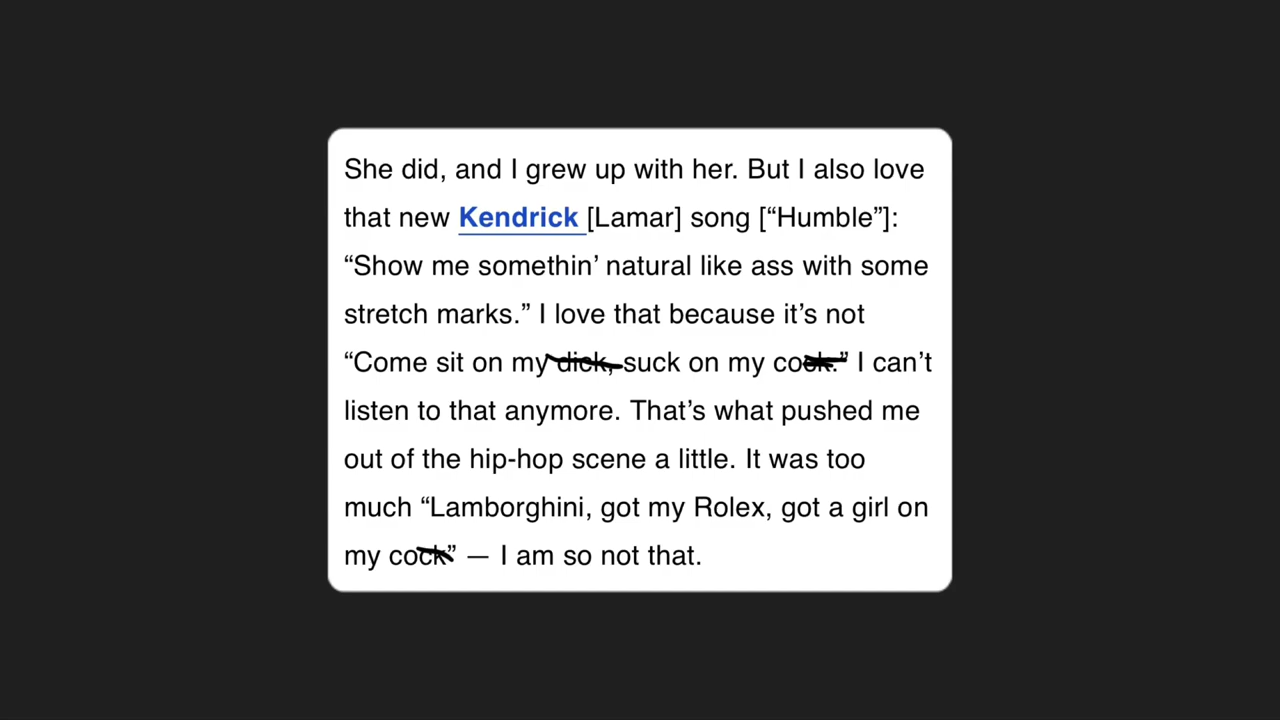 She did, and I grew up with her. But I also love
that new Kendrick [Lamar] song [“Humble”]:
“Show me somethin’ natural like ass with some
stretch marks.” I love that because it’s not
“Come sit on my dick, suck on my cock.” I can’t
listen to that anymore. That’s what pushed me
out of the hip-hop scene a little. It was too
much “Lamborghini, got my Rolex, got a girl on
my cock” — I am so not that.